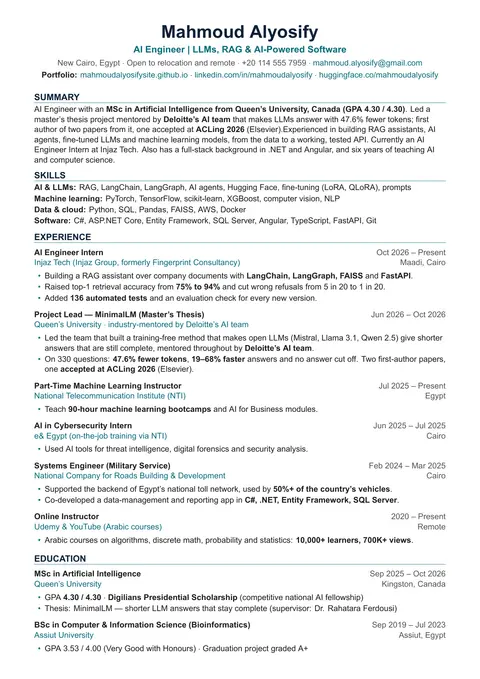 Mahmoud Alyosify
AI Engineer | LLMs, RAG & AI-Powered Software
New Cairo, Egypt · Open to relocation and remote · +20 114 555 7959 · mahmoud.alyosify@gmail.com
Portfolio: mahmoudalyosifysite.github.io · linkedin.com/in/mahmoudalyosify · huggingface.co/mahmoudalyosify
SUMMARY
AI Engineer with an MSc in Artificial Intelligence from Queen's University, Canada (GPA 4.30 / 4.30). Led a
master's thesis project mentored by Deloitte's AI team that makes LLMs answer with 47.6% fewer tokens; first
author of two papers from it, one accepted at ACLing 2026 (Elsevier).Experienced in building RAG assistants, AI
agents, fine-tuned LLMs and machine learning models, from the data to a working, tested API. Currently an AI
Engineer Intern at Injaz Tech. Also has a full-stack background in .NET and Angular, and six years of teaching AI
and computer science.
SKILLS
AI & LLMs: RAG, LangChain, LangGraph, AI agents, Hugging Face, fine-tuning (LoRA, QLoRA), prompts
Machine learning: PyTorch, TensorFlow, scikit-learn, XGBoost, computer vision, NLP
Data & cloud: Python, SQL, Pandas, FAISS, AWS, Docker
Software: C#, ASP.NET Core, Entity Framework, SQL Server, Angular, TypeScript, FastAPI, Git
EXPERIENCE
AI Engineer Intern Oct 2026 – Present
Injaz Tech (Injaz Group, formerly Fingerprint Consultancy) Maadi, Cairo
• Building a RAG assistant over company documents with LangChain, LangGraph, FAISS and FastAPI.
• Raised top-1 retrieval accuracy from 75% to 94% and cut wrong refusals from 5 in 20 to 1 in 20.
• Added 136 automated tests and an evaluation check for every new version.
Project Lead — MinimalLM (Master's Thesis) Jun 2026 – Oct 2026
Queen's University · industry-mentored by Deloitte's AI team
• Led the team that built a training-free method that makes open LLMs (Mistral, Llama 3.1, Qwen 2.5) give shorter
answers that are still complete, mentored throughout by Deloitte's AI team.
• On 330 questions: 47.6% fewer tokens, 19–68% faster answers and no answer cut off. Two first-author papers,
one accepted at ACLing 2026 (Elsevier).
Part-Time Machine Learning Instructor Jul 2025 – Present
National Telecommunication Institute (NTI) Egypt
• Teach 90-hour machine learning bootcamps and AI for Business modules.
AI in Cybersecurity Intern Jun 2025 – Jul 2025
e& Egypt (on-the-job training via NTI) Cairo
• Used AI tools for threat intelligence, digital forensics and security analysis.
Systems Engineer (Military Service) Feb 2024 – Mar 2025
National Company for Roads Building & Development Cairo
• Supported the backend of Egypt's national toll network, used by 50%+ of the country's vehicles.
• Co-developed a data-management and reporting app in C#, .NET, Entity Framework, SQL Server.
Online Instructor 2020 – Present
Udemy & YouTube (Arabic courses) Remote
• Arabic courses on algorithms, discrete math, probability and statistics: 10,000+ learners, 700K+ views.
EDUCATION
MSc in Artificial Intelligence Sep 2025 – Oct 2026
Queen's University Kingston, Canada
• GPA 4.30 / 4.30 · Digilians Presidential Scholarship (competitive national AI fellowship)
• Thesis: MinimalLM — shorter LLM answers that stay complete (supervisor: Dr. Rahatara Ferdousi)
BSc in Computer & Information Science (Bioinformatics) Sep 2019 – Jul 2023
Assiut University Assiut, Egypt
• GPA 3.53 / 4.00 (Very Good with Honours) · Graduation project graded A+